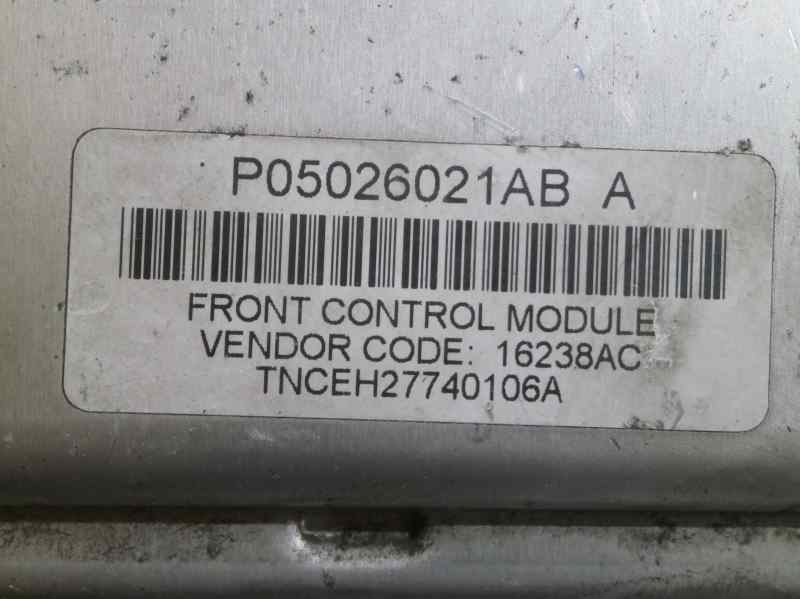 P05026021AB A
FRONT CONTROL MODULE
VENDOR CODE: 16238AC
TNCEH27740106A